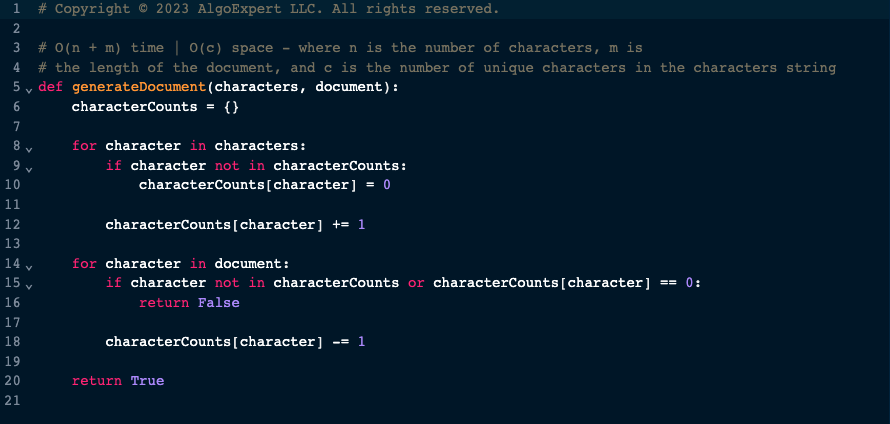 1 # Copyright © 2023 AlgoExpert LLC. All rights reserved.
2
3 # O(n + m) time | O(c) space - where n is the number of characters, m is
4 # the length of the document, and c is the number of unique characters in the characters string
5 def generateDocument(characters, document):
6     characterCounts = {}
7
8     for character in characters:
9         if character not in characterCounts:
10             characterCounts[character] = 0
11
12         characterCounts[character] += 1
13
14     for character in document:
15         if character not in characterCounts or characterCounts[character] == 0:
16             return False
17
18         characterCounts[character] -= 1
19
20     return True
21